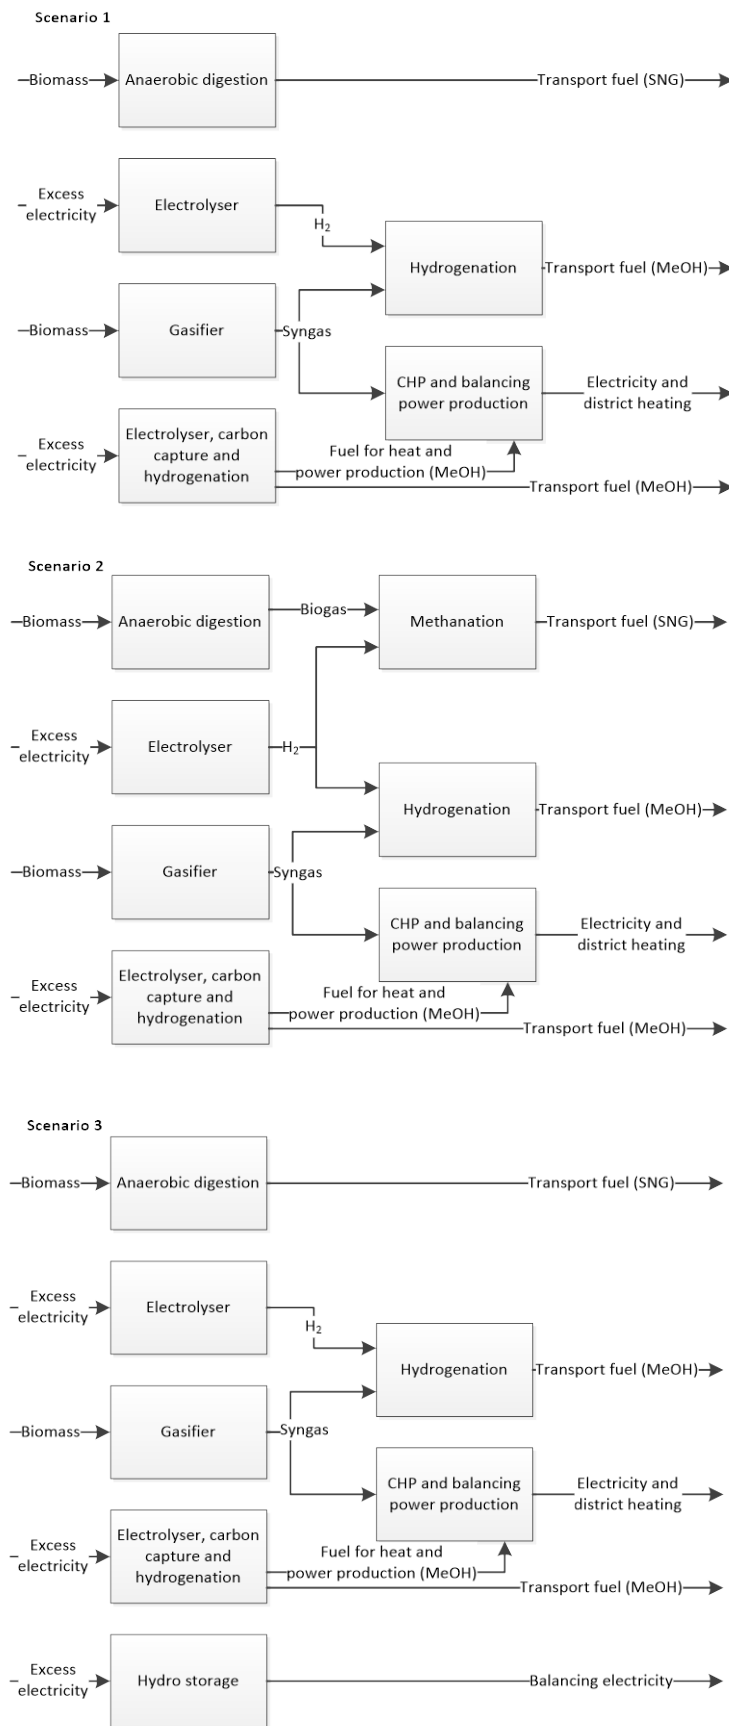 Scenario 1
Biomass
Anaerobic digestion
Transport fuel (SNG)
Excess
electricity
Electrolyser
H2
Hydrogenation
Transport fuel (MeOH)
Biomass
Gasifier
Syngas
CHP and balancing
power production
Electricity and
district heating
Excess
electricity
Electrolyser, carbon
capture and
hydrogenation
Fuel for heat and
power production (MeOH)
Transport fuel (MeOH)
Scenario 2
Biomass
Anaerobic digestion
Biogas
Methanation
Transport fuel (SNG)
Excess
electricity
Electrolyser
H2
Hydrogenation
Transport fuel (MeOH)
Biomass
Gasifier
Syngas
CHP and balancing
power production
Electricity and
district heating
Excess
electricity
Electrolyser, carbon
capture and
hydrogenation
Fuel for heat and
power production (MeOH)
Transport fuel (MeOH)
Scenario 3
Biomass
Anaerobic digestion
Transport fuel (SNG)
Excess
electricity
Electrolyser
H2
Hydrogenation
Transport fuel (MeOH)
Biomass
Gasifier
Syngas
CHP and balancing
power production
Electricity and
district heating
Excess
electricity
Electrolyser, carbon
capture and
hydrogenation
Fuel for heat and
power production (MeOH)
Transport fuel (MeOH)
Excess
electricity
Hydro storage
Balancing electricity